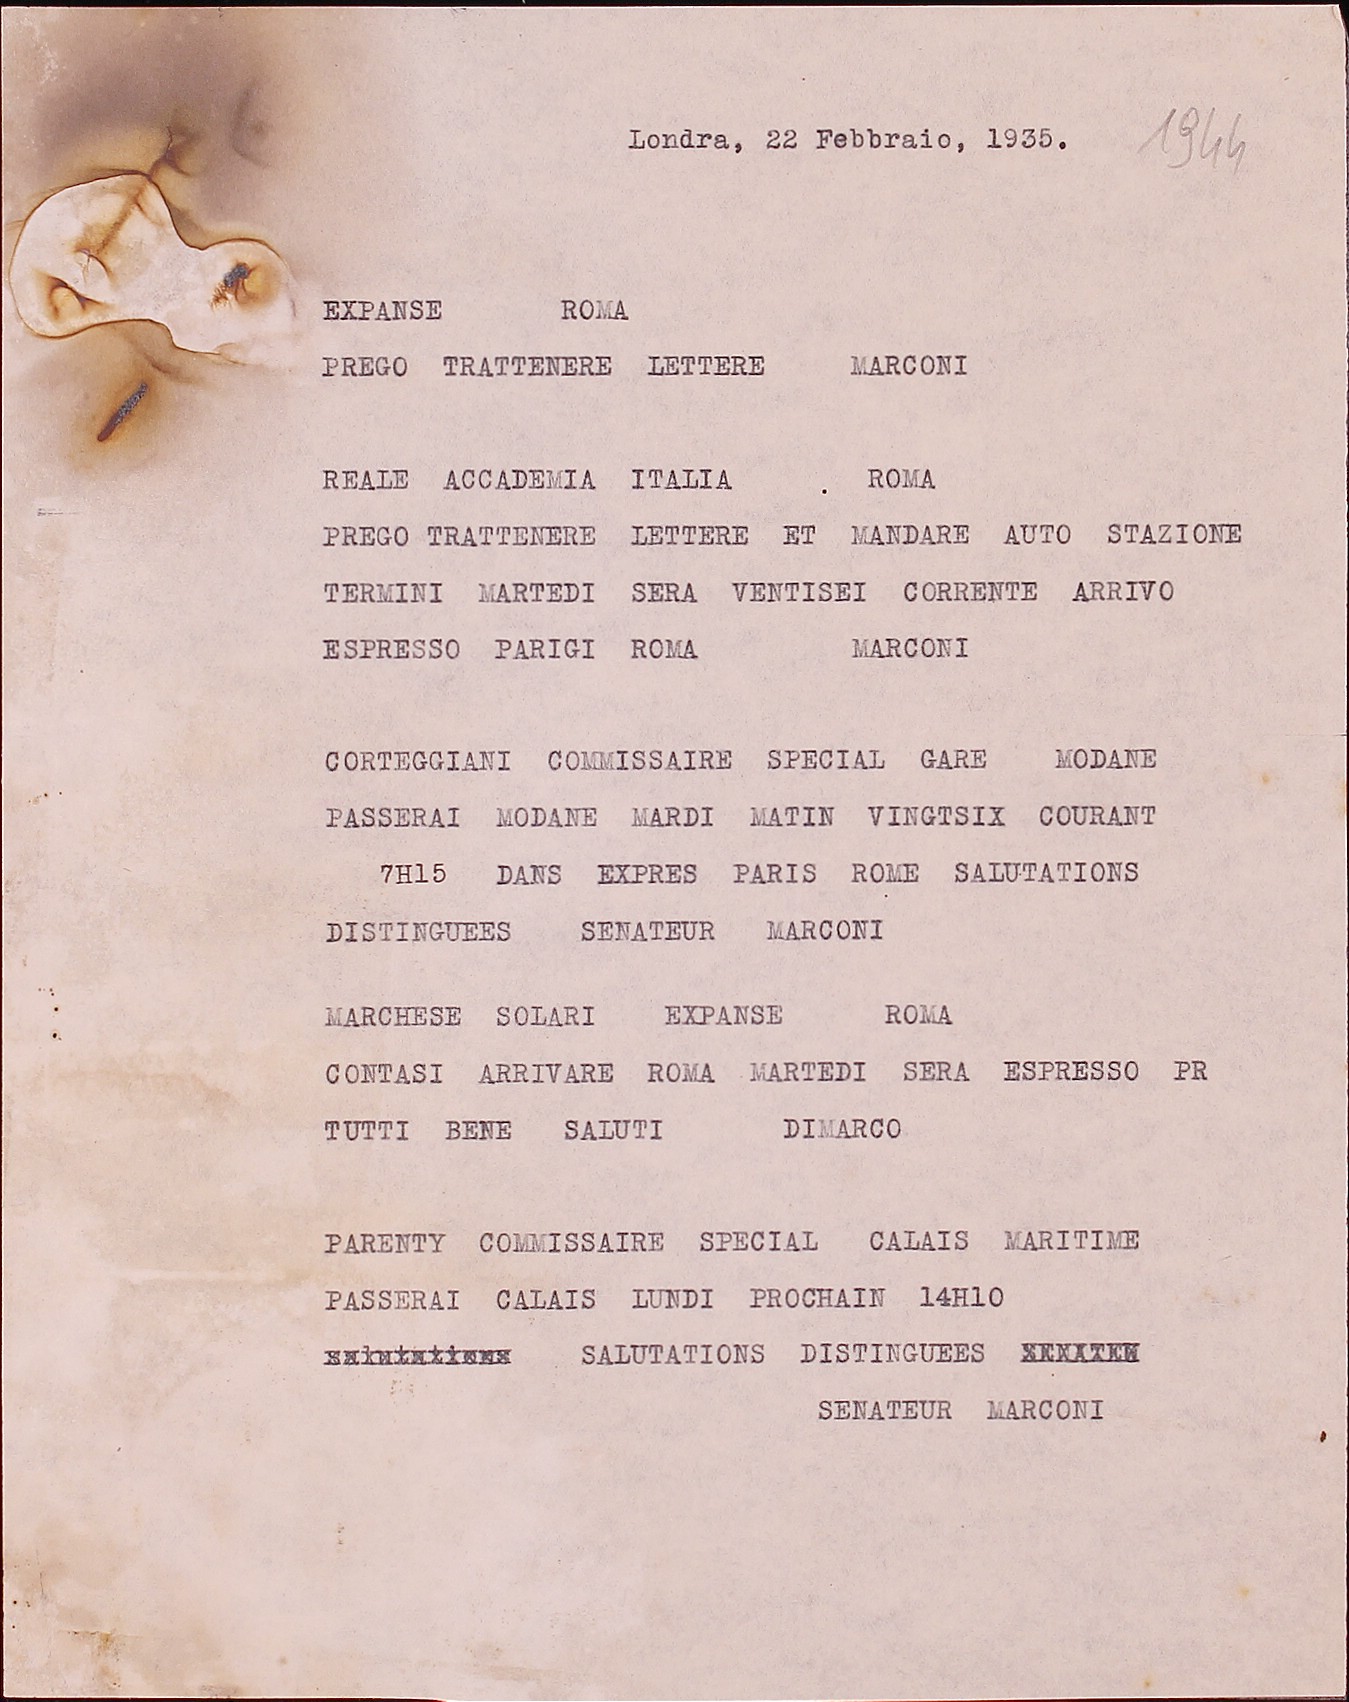 Londra, 22 Febbraio, 1935. 1944
EXPANSE ROMA
PREGO TRATTENERE LETTERE MARCONI
REALE ACCADEMIA ITALIA . ROMA
PREGO TRATTENERE LETTERE ET MANDARE AUTO STAZIONE
TERMINI MARTEDI SERA VENTISEI CORRENTE ARRIVO
ESPRESSO PARIGI ROMA MARCONI
CORTEGGIANI COMMISSAIRE SPECIAL GARE MODANE
PASSERAI MODANE MARDI MATIN VINGTSIX COURANT
7H15 DANS EXPRES PARIS ROME SALUTATIONS
DISTINGUEES SENATEUR MARCONI
MARCHESE SOLARI EXPANSE ROMA
CONTASI ARRIVARE ROMA MARTEDI SERA ESPRESSO PR
TUTTI BENE SALUTI DIMARCO
PARENTY COMMISSAIRE SPECIAL CALAIS MARITIME
PASSERAI CALAIS LUNDI PROCHAIN 14H10
SALUTATIONS DISTINGUEES
SENATEUR MARCONI